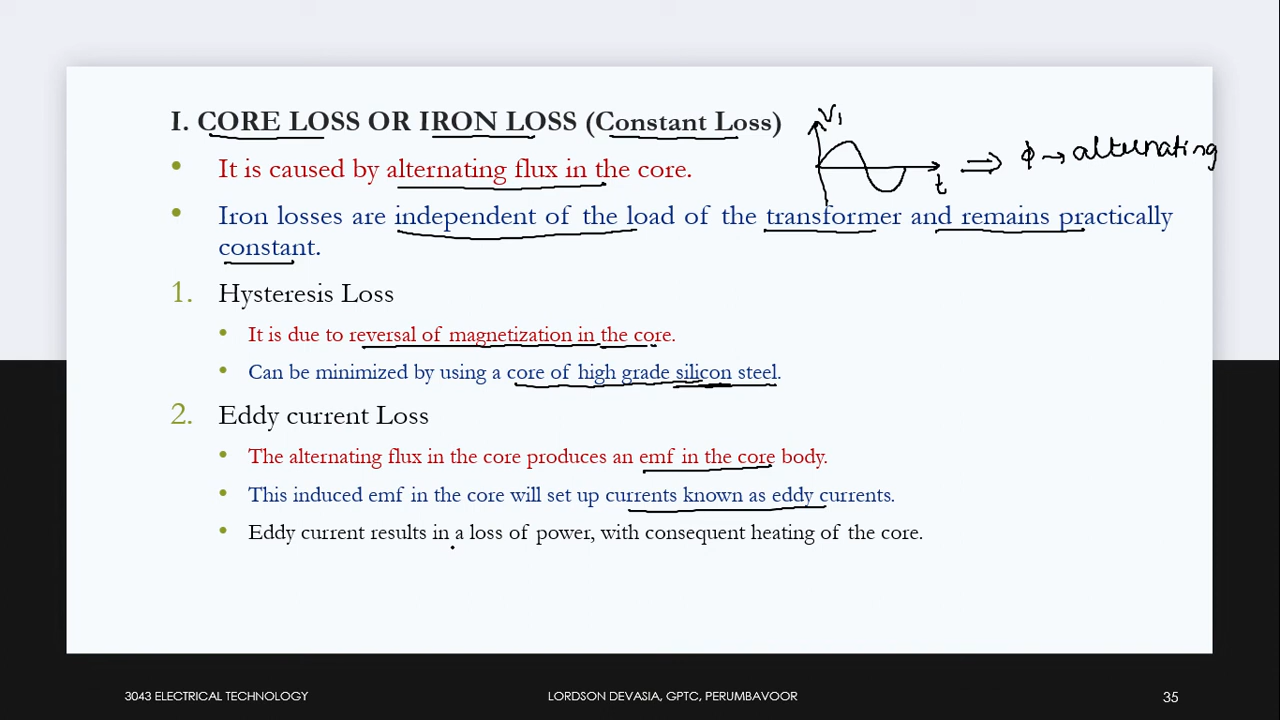 I. CORE LOSS OR IRON LOSS (Constant Loss)
V₁
t
⇒ ϕ → alternating
• It is caused by alternating flux in the core.
• Iron losses are independent of the load of the transformer and remains practically
constant.
1. Hysteresis Loss
• It is due to reversal of magnetization in the core.
• Can be minimized by using a core of high grade silicon steel.
2. Eddy current Loss
• The alternating flux in the core produces an emf in the core body.
• This induced emf in the core will set up currents known as eddy currents.
• Eddy current results in a loss of power, with consequent heating of the core.
3043 ELECTRICAL TECHNOLOGY
LORDSON DEVASIA, GPTC, PERUMBAVOOR
35